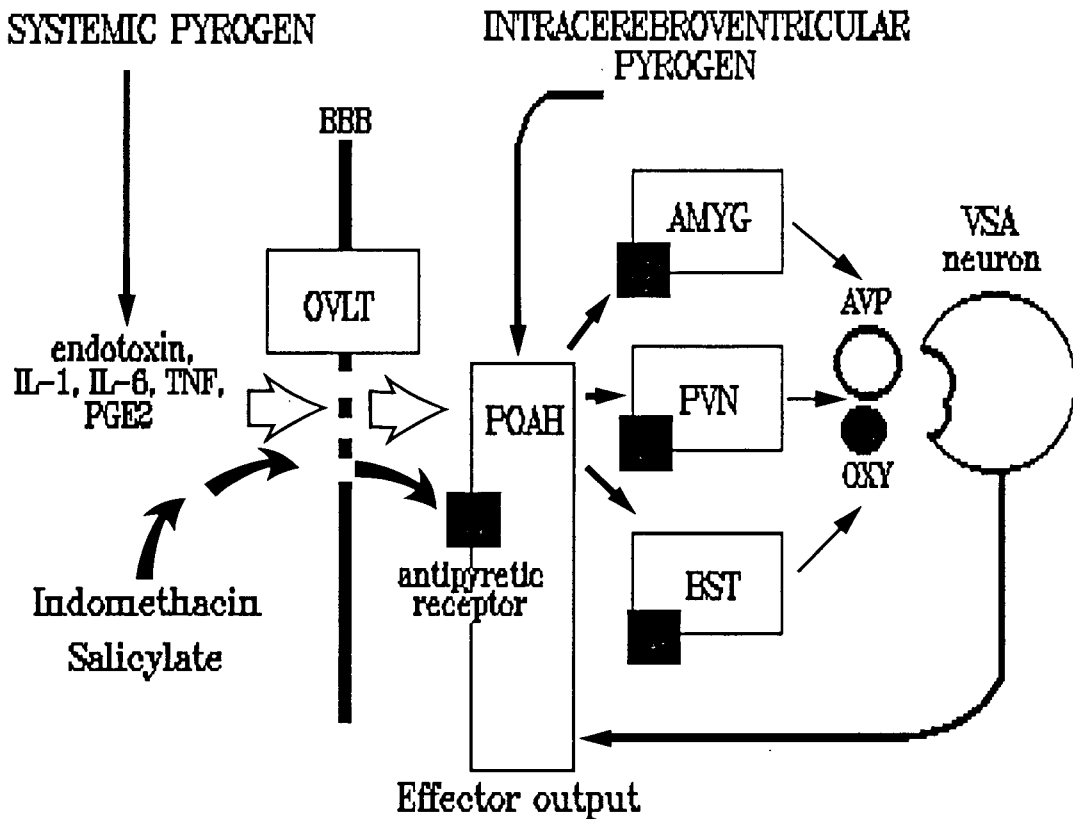 SYSTEMIC PYROGEN
INTRACEREBROVENTRICULAR
PYROGEN
BBB
AMYG
VSA
neuron
OVLT
AVP
endotoxin,
IL-1, IL-6, TNF,
PGE2
POAH
PVN
OXY
antipyretic
receptor
BST
Indomethacin
Salicylate
Effector output